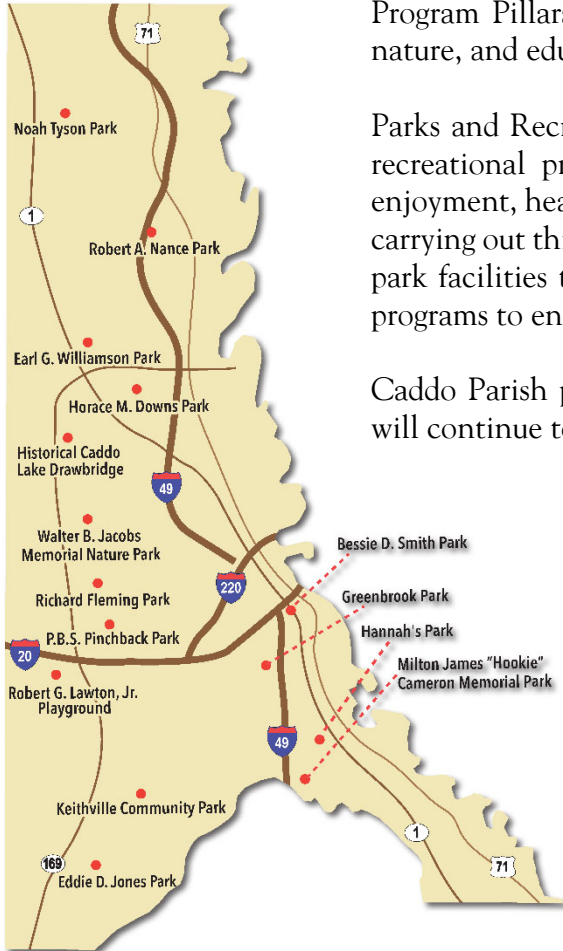 Program Pillars
nature, and edu
Parks and Recr
recreational pr
enjoyment, hea
carrying out thi
park facilities t
programs to en
Caddo Parish p
will continue to
71
Noah Tyson Park
1
Robert A. Nance Park
Earl G. Williamson Park
Horace M. Downs Park
Historical Caddo
Lake Drawbridge
49
Walter B. Jacobs
Memorial Nature Park
Bessie D. Smith Park
220
Richard Fleming Park
Greenbrook Park
P.B.S. Pinchback Park
Hannah's Park
20
Milton James "Hookie"
Cameron Memorial Park
Robert G. Lawton, Jr.
Playground
49
Keithville Community Park
1
169
71
Eddie D. Jones Park